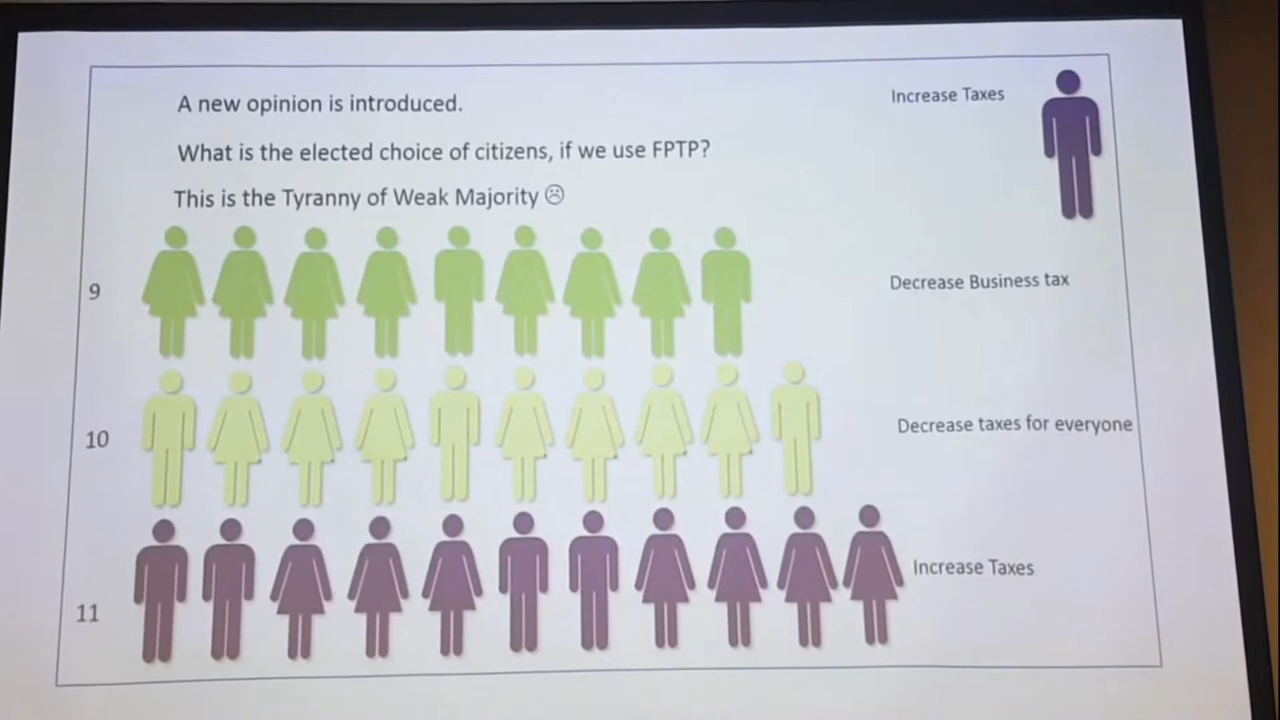 A new opinion is introduced.
Increase Taxes
What is the elected choice of citizens, if we use FPTP?
This is the Tyranny of Weak Majority ☹
9
Decrease Business tax
10
Decrease taxes for everyone
11
Increase Taxes